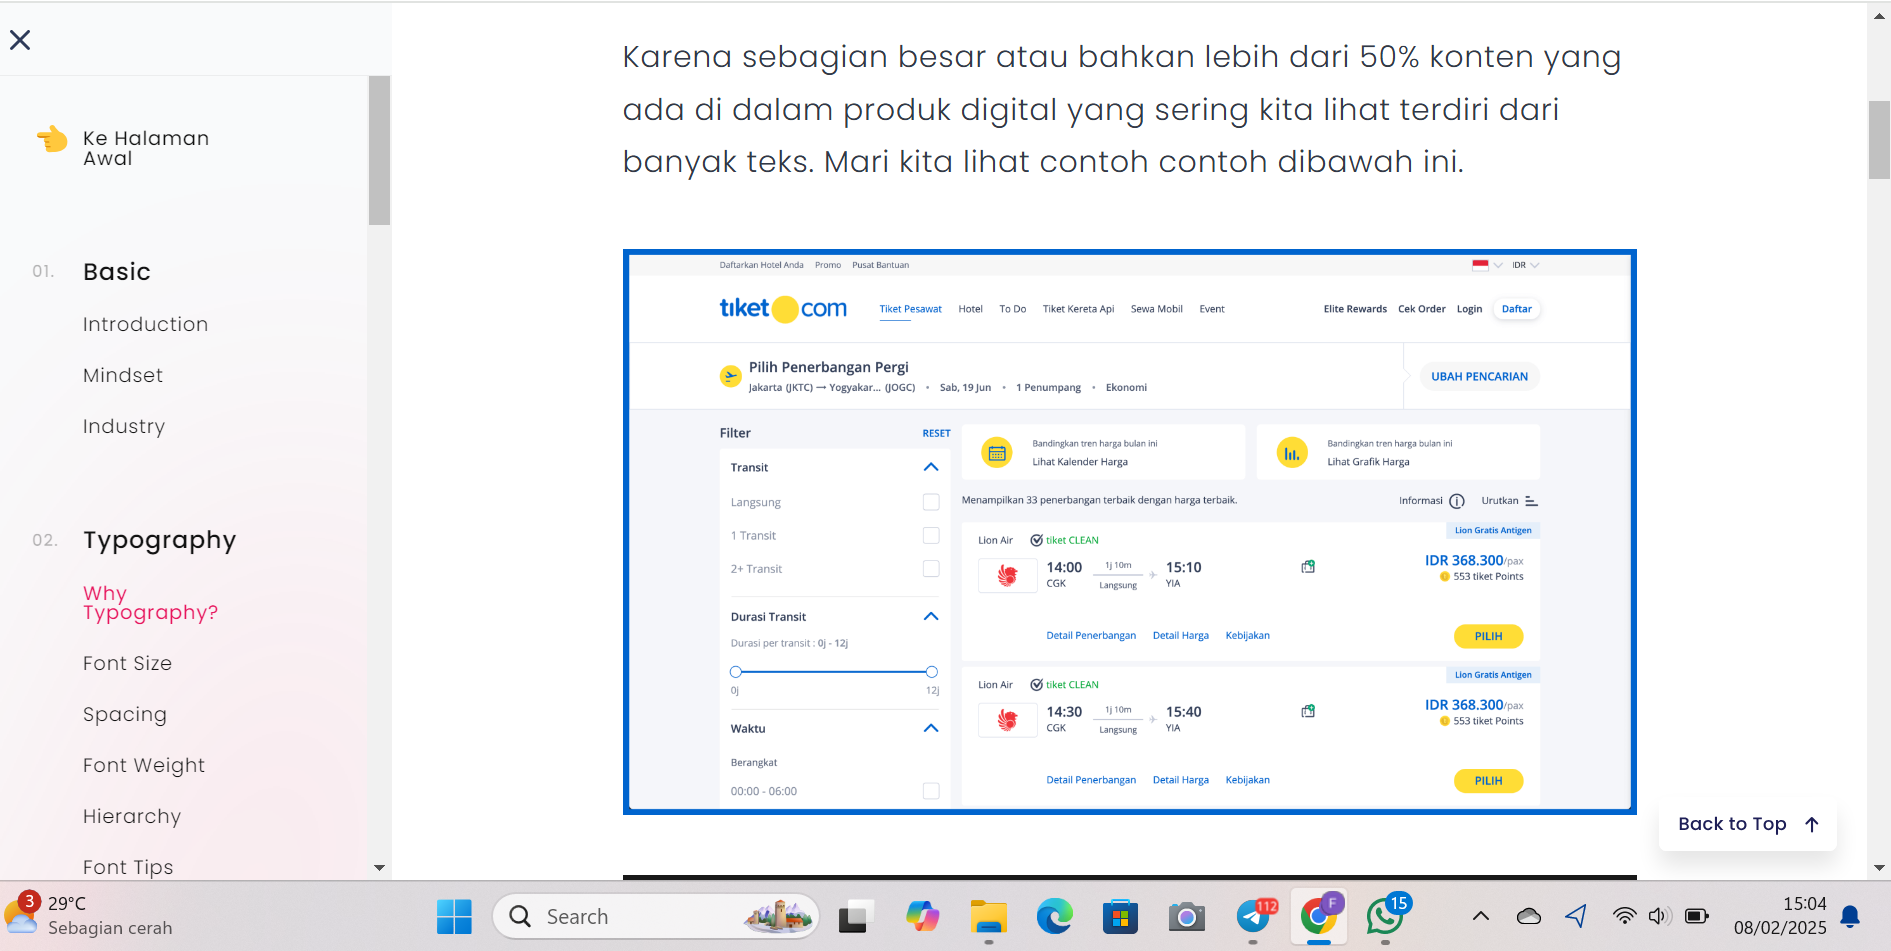 Ke Halaman
Awal
01. Basic
Introduction
Mindset
Industry
02. Typography
Why
Typography?
Font Size
Spacing
Font Weight
Hierarchy
Font Tips
Karena sebagian besar atau bahkan lebih dari 50% konten yang
ada di dalam produk digital yang sering kita lihat terdiri dari
banyak teks. Mari kita lihat contoh contoh dibawah ini.
Daftarkan Hotel Anda Promo Pusat Bantuan IDR
tiket com Tiket Pesawat Hotel To Do Tiket Kereta Api Sewa Mobil Event Elite Rewards Cek Order Login Daftar
Pilih Penerbangan Pergi
Jakarta (JKTC) → Yogyakar... (JOGC) • Sab, 19 Jun • 1 Penumpang • Ekonomi
UBAH PENCARIAN
Filter RESET
Transit
Langsung
1 Transit
2+ Transit
Durasi Transit
Durasi per transit : 0j - 12j
0j 12j
Waktu
Berangkat
00:00 - 06:00
Bandingkan tren harga bulan ini
Lihat Kalender Harga
Bandingkan tren harga bulan ini
Lihat Grafik Harga
Menampilkan 33 penerbangan terbaik dengan harga terbaik. Informasi Urutkan
Lion Gratis Antigen
Lion Air tiket CLEAN
14:00 1j 10m 15:10 IDR 368.300/pax
CGK Langsung YIA 553 tiket Points
Detail Penerbangan Detail Harga Kebijakan PILIH
Lion Gratis Antigen
Lion Air tiket CLEAN
14:30 1j 10m 15:40 IDR 368.300/pax
CGK Langsung YIA 553 tiket Points
Detail Penerbangan Detail Harga Kebijakan PILIH
Back to Top ↑
3 29°C
Sebagian cerah
Search
112
F
15
15:04
08/02/2025